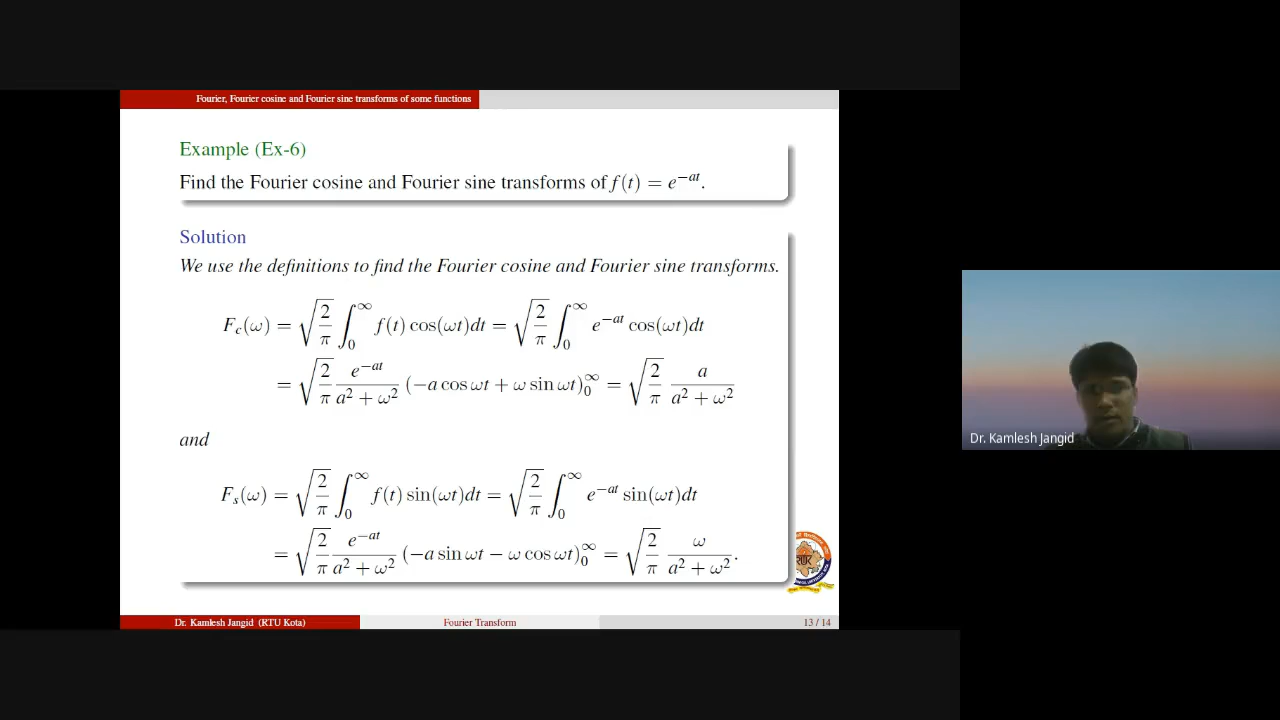 Fourier, Fourier cosine and Fourier sine transforms of some functions
Example (Ex-6)
Find the Fourier cosine and Fourier sine transforms of f(t) = e^{−at}.
Solution
We use the definitions to find the Fourier cosine and Fourier sine transforms.
F_c(ω) = √(2/π) ∫_0^∞ f(t) cos(ωt)dt = √(2/π) ∫_0^∞ e^{−at} cos(ωt)dt
= √(2/π) e^{−at}/(a² + ω²) (−a cos ωt + ω sin ωt)_0^∞ = √(2/π) a/(a² + ω²)
and
F_s(ω) = √(2/π) ∫_0^∞ f(t) sin(ωt)dt = √(2/π) ∫_0^∞ e^{−at} sin(ωt)dt
= √(2/π) e^{−at}/(a² + ω²) (−a sin ωt − ω cos ωt)_0^∞ = √(2/π) ω/(a² + ω²).
Dr. Kamlesh Jangid (RTU Kota)
Fourier Transform
13 / 14
Dr. Kamlesh Jangid